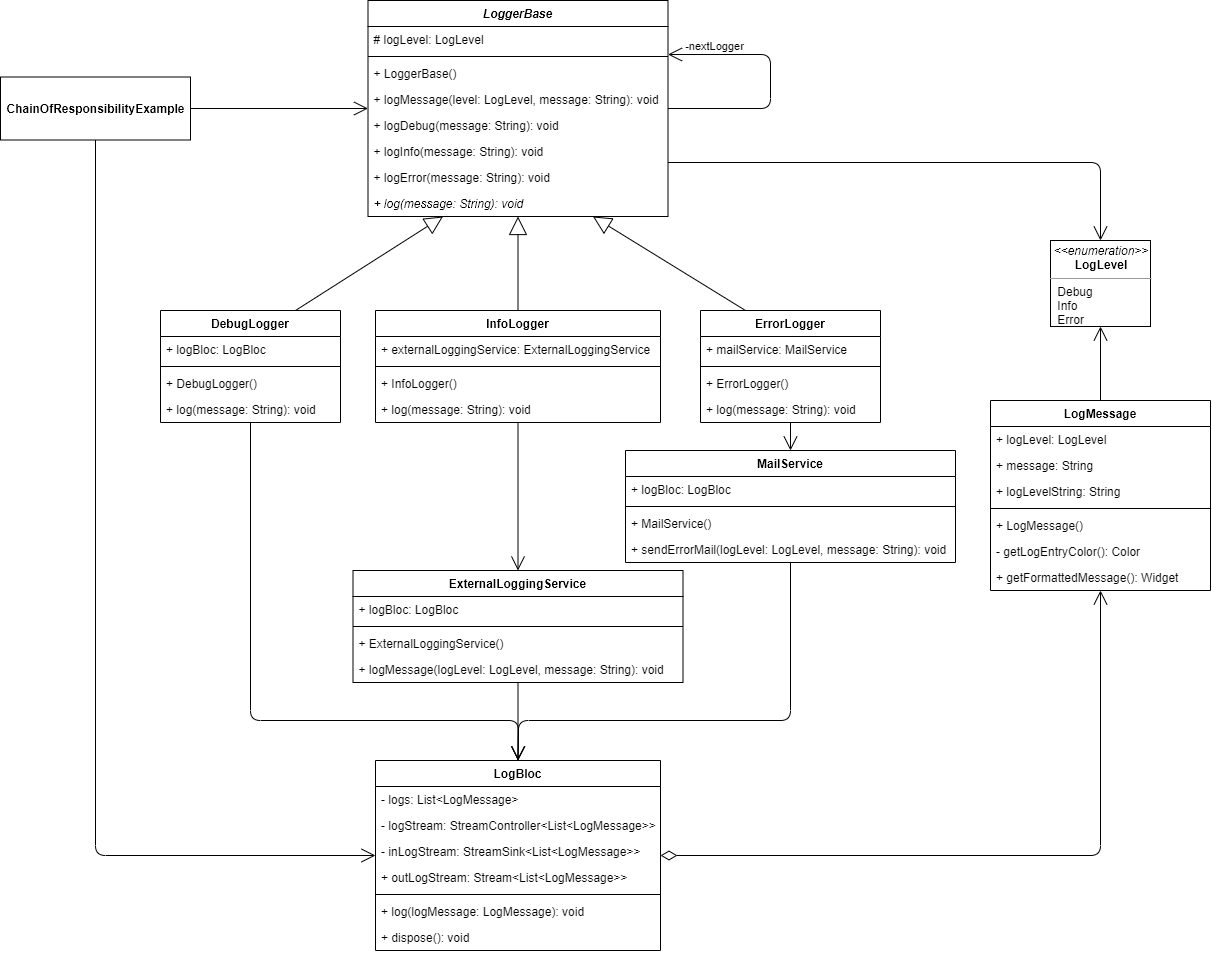 LoggerBase
# logLevel: LogLevel
-nextLogger
+ LoggerBase()
+ logMessage(level: LogLevel, message: String): void
+ logDebug(message: String): void
+ logInfo(message: String): void
+ logError(message: String): void
+ log(message: String): void
ChainOfResponsibilityExample
<<enumeration>>
LogLevel
Debug
Info
Error
DebugLogger
+ logBloc: LogBloc
+ DebugLogger()
+ log(message: String): void
InfoLogger
+ externalLoggingService: ExternalLoggingService
+ InfoLogger()
+ log(message: String): void
ErrorLogger
+ mailService: MailService
+ ErrorLogger()
+ log(message: String): void
LogMessage
+ logLevel: LogLevel
+ message: String
+ logLevelString: String
+ LogMessage()
- getLogEntryColor(): Color
+ getFormattedMessage(): Widget
MailService
+ logBloc: LogBloc
+ MailService()
+ sendErrorMail(logLevel: LogLevel, message: String): void
ExternalLoggingService
+ logBloc: LogBloc
+ ExternalLoggingService()
+ logMessage(logLevel: LogLevel, message: String): void
LogBloc
- logs: List<LogMessage>
- logStream: StreamController<List<LogMessage>>
- inLogStream: StreamSink<List<LogMessage>>
+ outLogStream: Stream<List<LogMessage>>
+ log(logMessage: LogMessage): void
+ dispose(): void